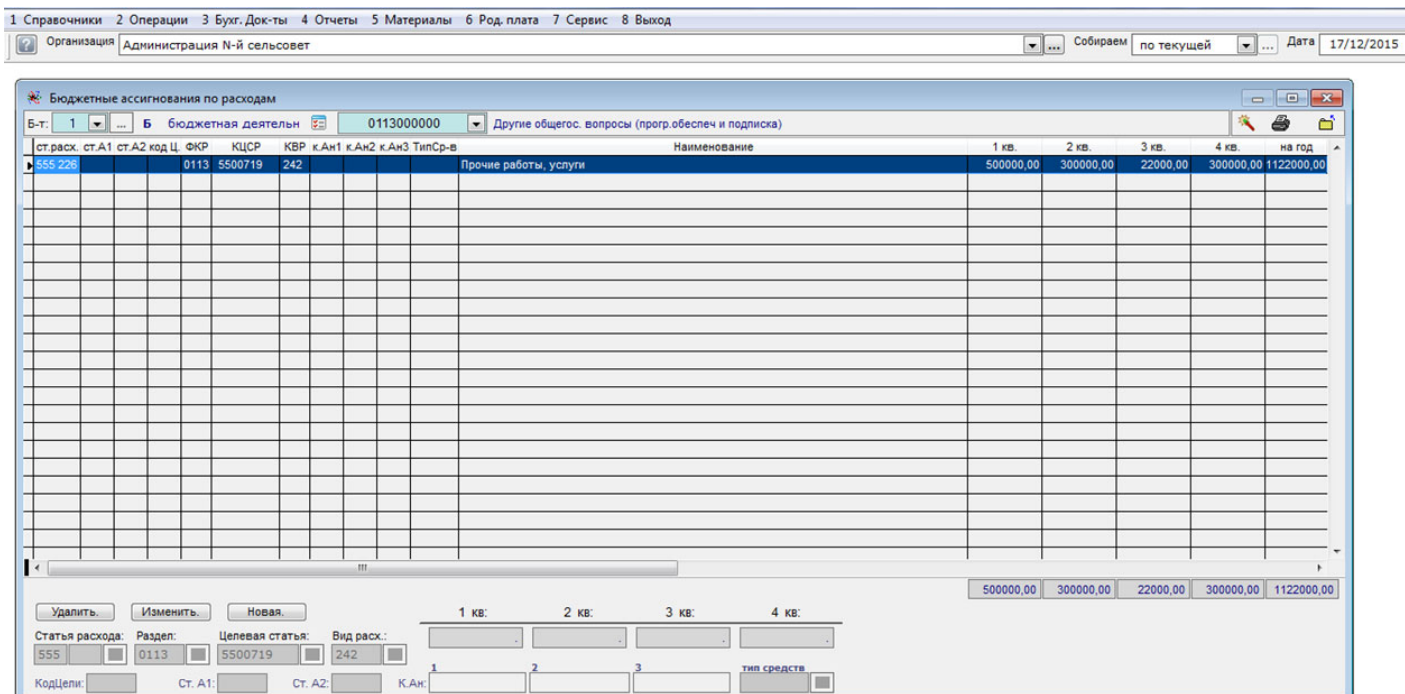 1 Справочники 2 Операции 3 Бухг. Док-ты 4 Отчеты 5 Материалы 6 Род. плата 7 Сервис 8 Выход
Организация Администрация N-й сельсовет ... Собираем по текущей ... Дата 17/12/2015
Бюджетные ассигнования по расходам
Б-т: 1 ... Б бюджетная деятельн 0113000000 Другие общегос. вопросы (прогр.обеспеч и подписка)
ст.расх. ст.А1 ст.А2 код Ц. ФКР КЦСР КВР к.Ан1 к.Ан2 к.Ан3 ТипСр-в Наименование 1 кв. 2 кв. 3 кв. 4 кв. на год
555 226 0113 5500719 242 Прочие работы, услуги 500000,00 300000,00 22000,00 300000,00 1122000,00
500000,00 300000,00 22000,00 300000,00 1122000,00
Удалить. Изменить. Новая. 1 кв: 2 кв: 3 кв: 4 кв:
Статья расхода: Раздел: Целевая статья: Вид расх.: . . . .
555 0113 5500719 242
1 2 3 тип средств
КодЦели: Ст. А1: Ст. А2: К.Ан: